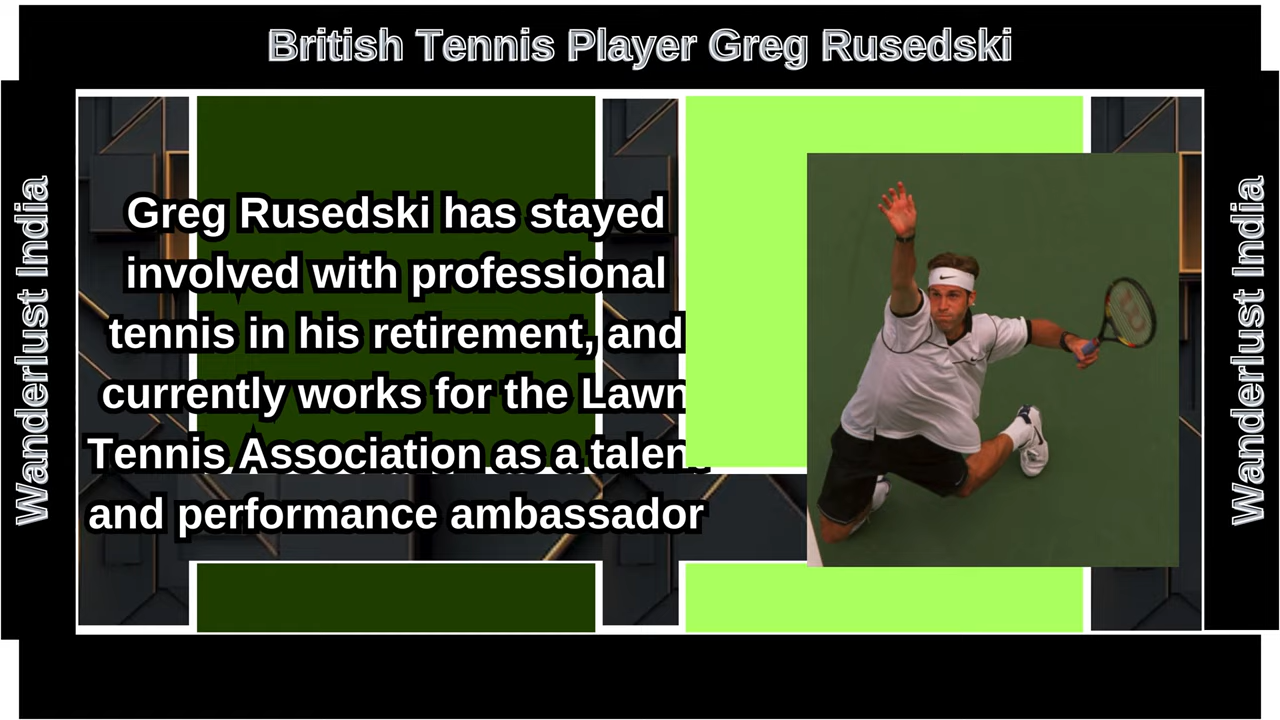 British Tennis Player Greg Rusedski
Wanderlust India
Greg Rusedski has stayed
involved with professional
tennis in his retirement, and
currently works for the Lawn
Tennis Association as a talent
and performance ambassador
Wanderlust India